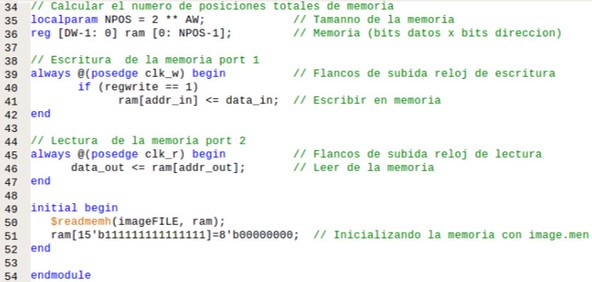 34 // Calcular el numero de posiciones totales de memoria
35 localparam NPOS = 2 ** AW; // Tamanno de la memoria
36 reg [DW-1: 0] ram [0: NPOS-1]; // Memoria (bits datos x bits direccion)
37
38 // Escritura de la memoria port 1
39 always @(posedge clk_w) begin // Flancos de subida reloj de escritura
40 if (regwrite == 1)
41 ram[addr_in] <= data_in; // Escribir en memoria
42 end
43
44 // Lectura de la memoria port 2
45 always @(posedge clk_r) begin // Flancos de subida reloj de lectura
46 data_out <= ram[addr_out]; // Leer de la memoria
47 end
48
49 initial begin
50 $readmemh(imageFILE, ram);
51 ram[15'b111111111111111]=8'b00000000; // Inicializando la memoria con image.men
52 end
53
54 endmodule